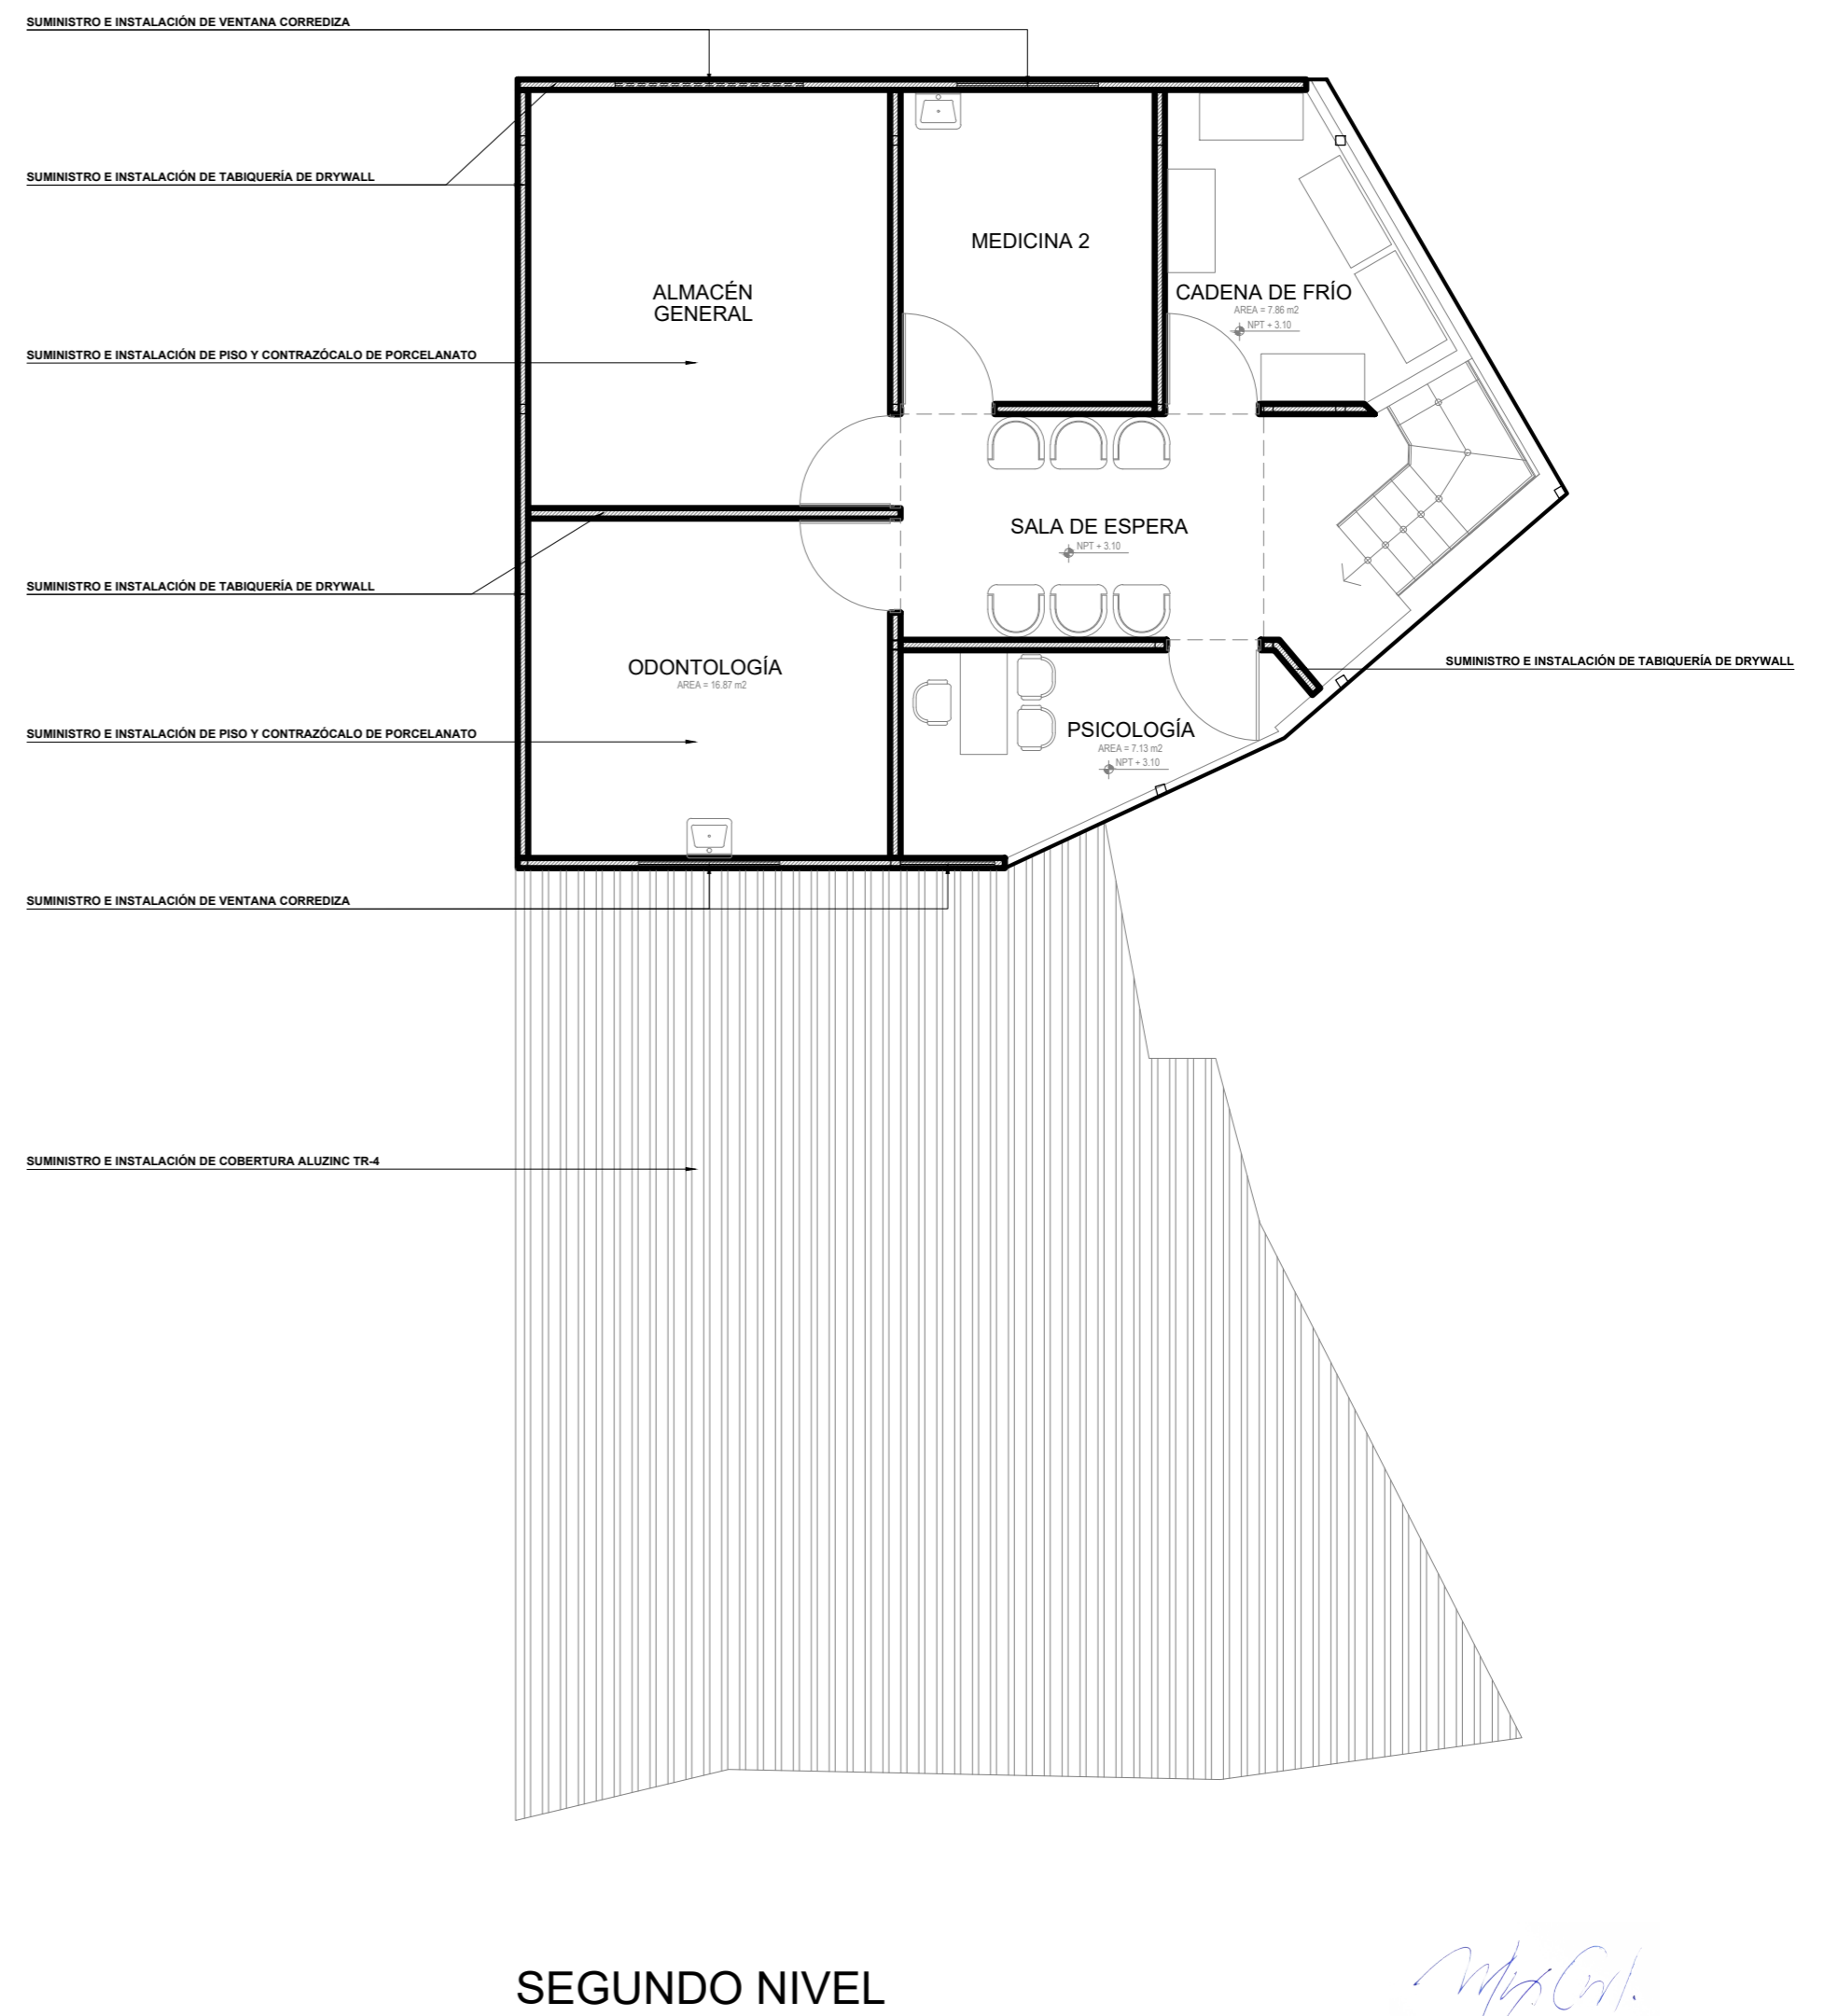 SUMINISTRO E INSTALACIÓN DE VENTANA CORREDIZA
SUMINISTRO E INSTALACIÓN DE TABIQUERÍA DE DRYWALL
MEDICINA 2
ALMACÉN
GENERAL
CADENA DE FRÍO
AREA = 7.86 m2
NPT + 3.10
SUMINISTRO E INSTALACIÓN DE PISO Y CONTRAZÓCALO DE PORCELANATO
SALA DE ESPERA
NPT + 3.10
SUMINISTRO E INSTALACIÓN DE TABIQUERÍA DE DRYWALL
ODONTOLOGÍA
AREA = 16.87 m2
SUMINISTRO E INSTALACIÓN DE TABIQUERÍA DE DRYWALL
PSICOLOGÍA
AREA = 7.13 m2
NPT + 3.10
SUMINISTRO E INSTALACIÓN DE PISO Y CONTRAZÓCALO DE PORCELANATO
SUMINISTRO E INSTALACIÓN DE VENTANA CORREDIZA
SUMINISTRO E INSTALACIÓN DE COBERTURA ALUZINC TR-4
SEGUNDO NIVEL